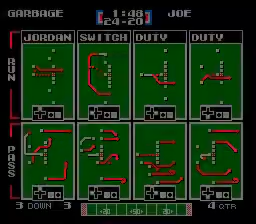 GARBAGE 1:48 JOE
24-20
JORDAN SWITCH DUTY DUTY
RUN
PASS
3 DOWN 3 4 QTR